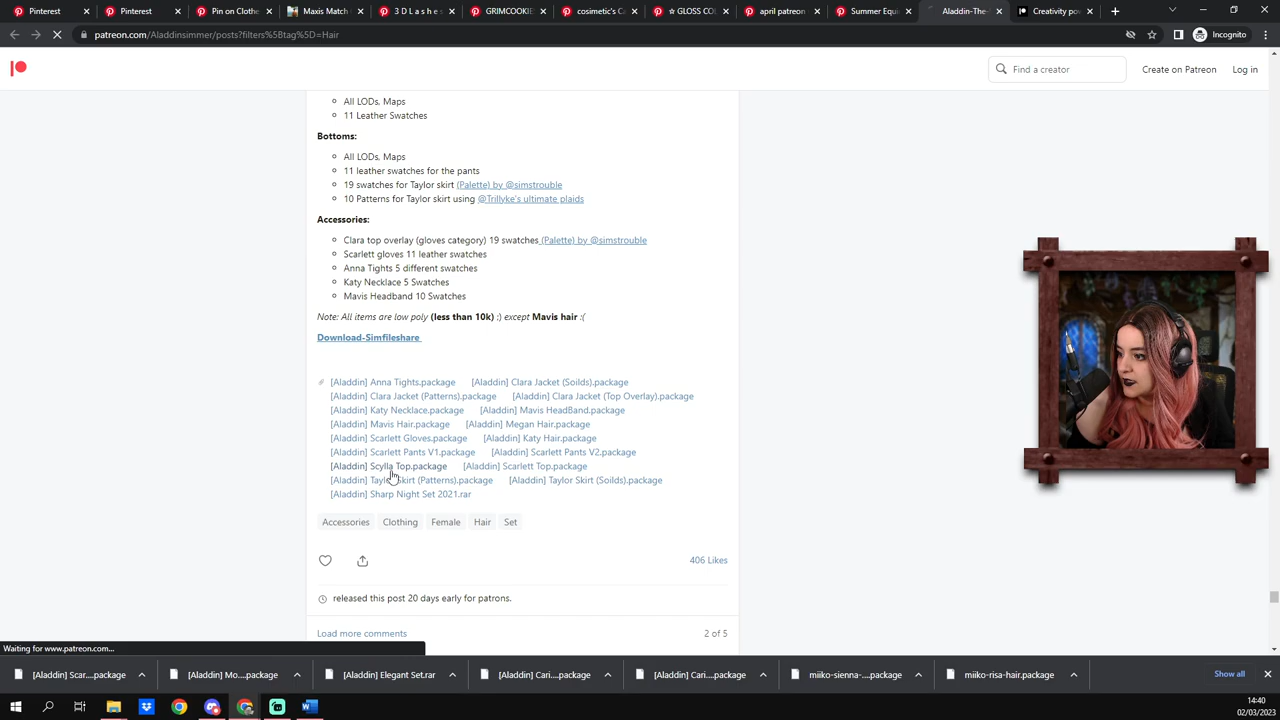 Pinterest
Pinterest
Pin on Clothe
Maxis Match
3 D L a s h e s
GRIMCOOKIE
cosmetic's C
GLOSS COL
april patreon
Summer Equi
Aladdin-The-
Creativity po
patreon.com/Aladdinsimmer/posts?filters%5Btag%5D=Hair
Incognito
Find a creator
Create on Patreon
Log in
All LODs, Maps
11 Leather Swatches
Bottoms:
All LODs, Maps
11 leather swatches for the pants
19 swatches for Taylor skirt (Palette) by @simstrouble
10 Patterns for Taylor skirt using @Trillyke's ultimate plaids
Accessories:
Clara top overlay (gloves category) 19 swatches (Palette) by @simstrouble
Scarlett gloves 11 leather swatches
Anna Tights 5 different swatches
Katy Necklace 5 Swatches
Mavis Headband 10 Swatches
Note: All items are low poly (less than 10k) :) except Mavis hair :(
Download-Simfileshare
[Aladdin] Anna Tights.package [Aladdin] Clara Jacket (Soilds).package
[Aladdin] Clara Jacket (Patterns).package [Aladdin] Clara Jacket (Top Overlay).package
[Aladdin] Katy Necklace.package [Aladdin] Mavis HeadBand.package
[Aladdin] Mavis Hair.package [Aladdin] Megan Hair.package
[Aladdin] Scarlett Gloves.package [Aladdin] Katy Hair.package
[Aladdin] Scarlett Pants V1.package [Aladdin] Scarlett Pants V2.package
[Aladdin] Scylla Top.package [Aladdin] Scarlett Top.package
[Aladdin] Taylor Skirt (Patterns).package [Aladdin] Taylor Skirt (Soilds).package
[Aladdin] Sharp Night Set 2021.rar
Accessories Clothing Female Hair Set
406 Likes
released this post 20 days early for patrons.
Load more comments 2 of 5
Waiting for www.patreon.com...
[Aladdin] Scar....package
[Aladdin] Mo....package
[Aladdin] Elegant Set.rar
[Aladdin] Cari....package
[Aladdin] Cari....package
miiko-sienna-....package
miiko-risa-hair.package
Show all
14:40
02/03/2023